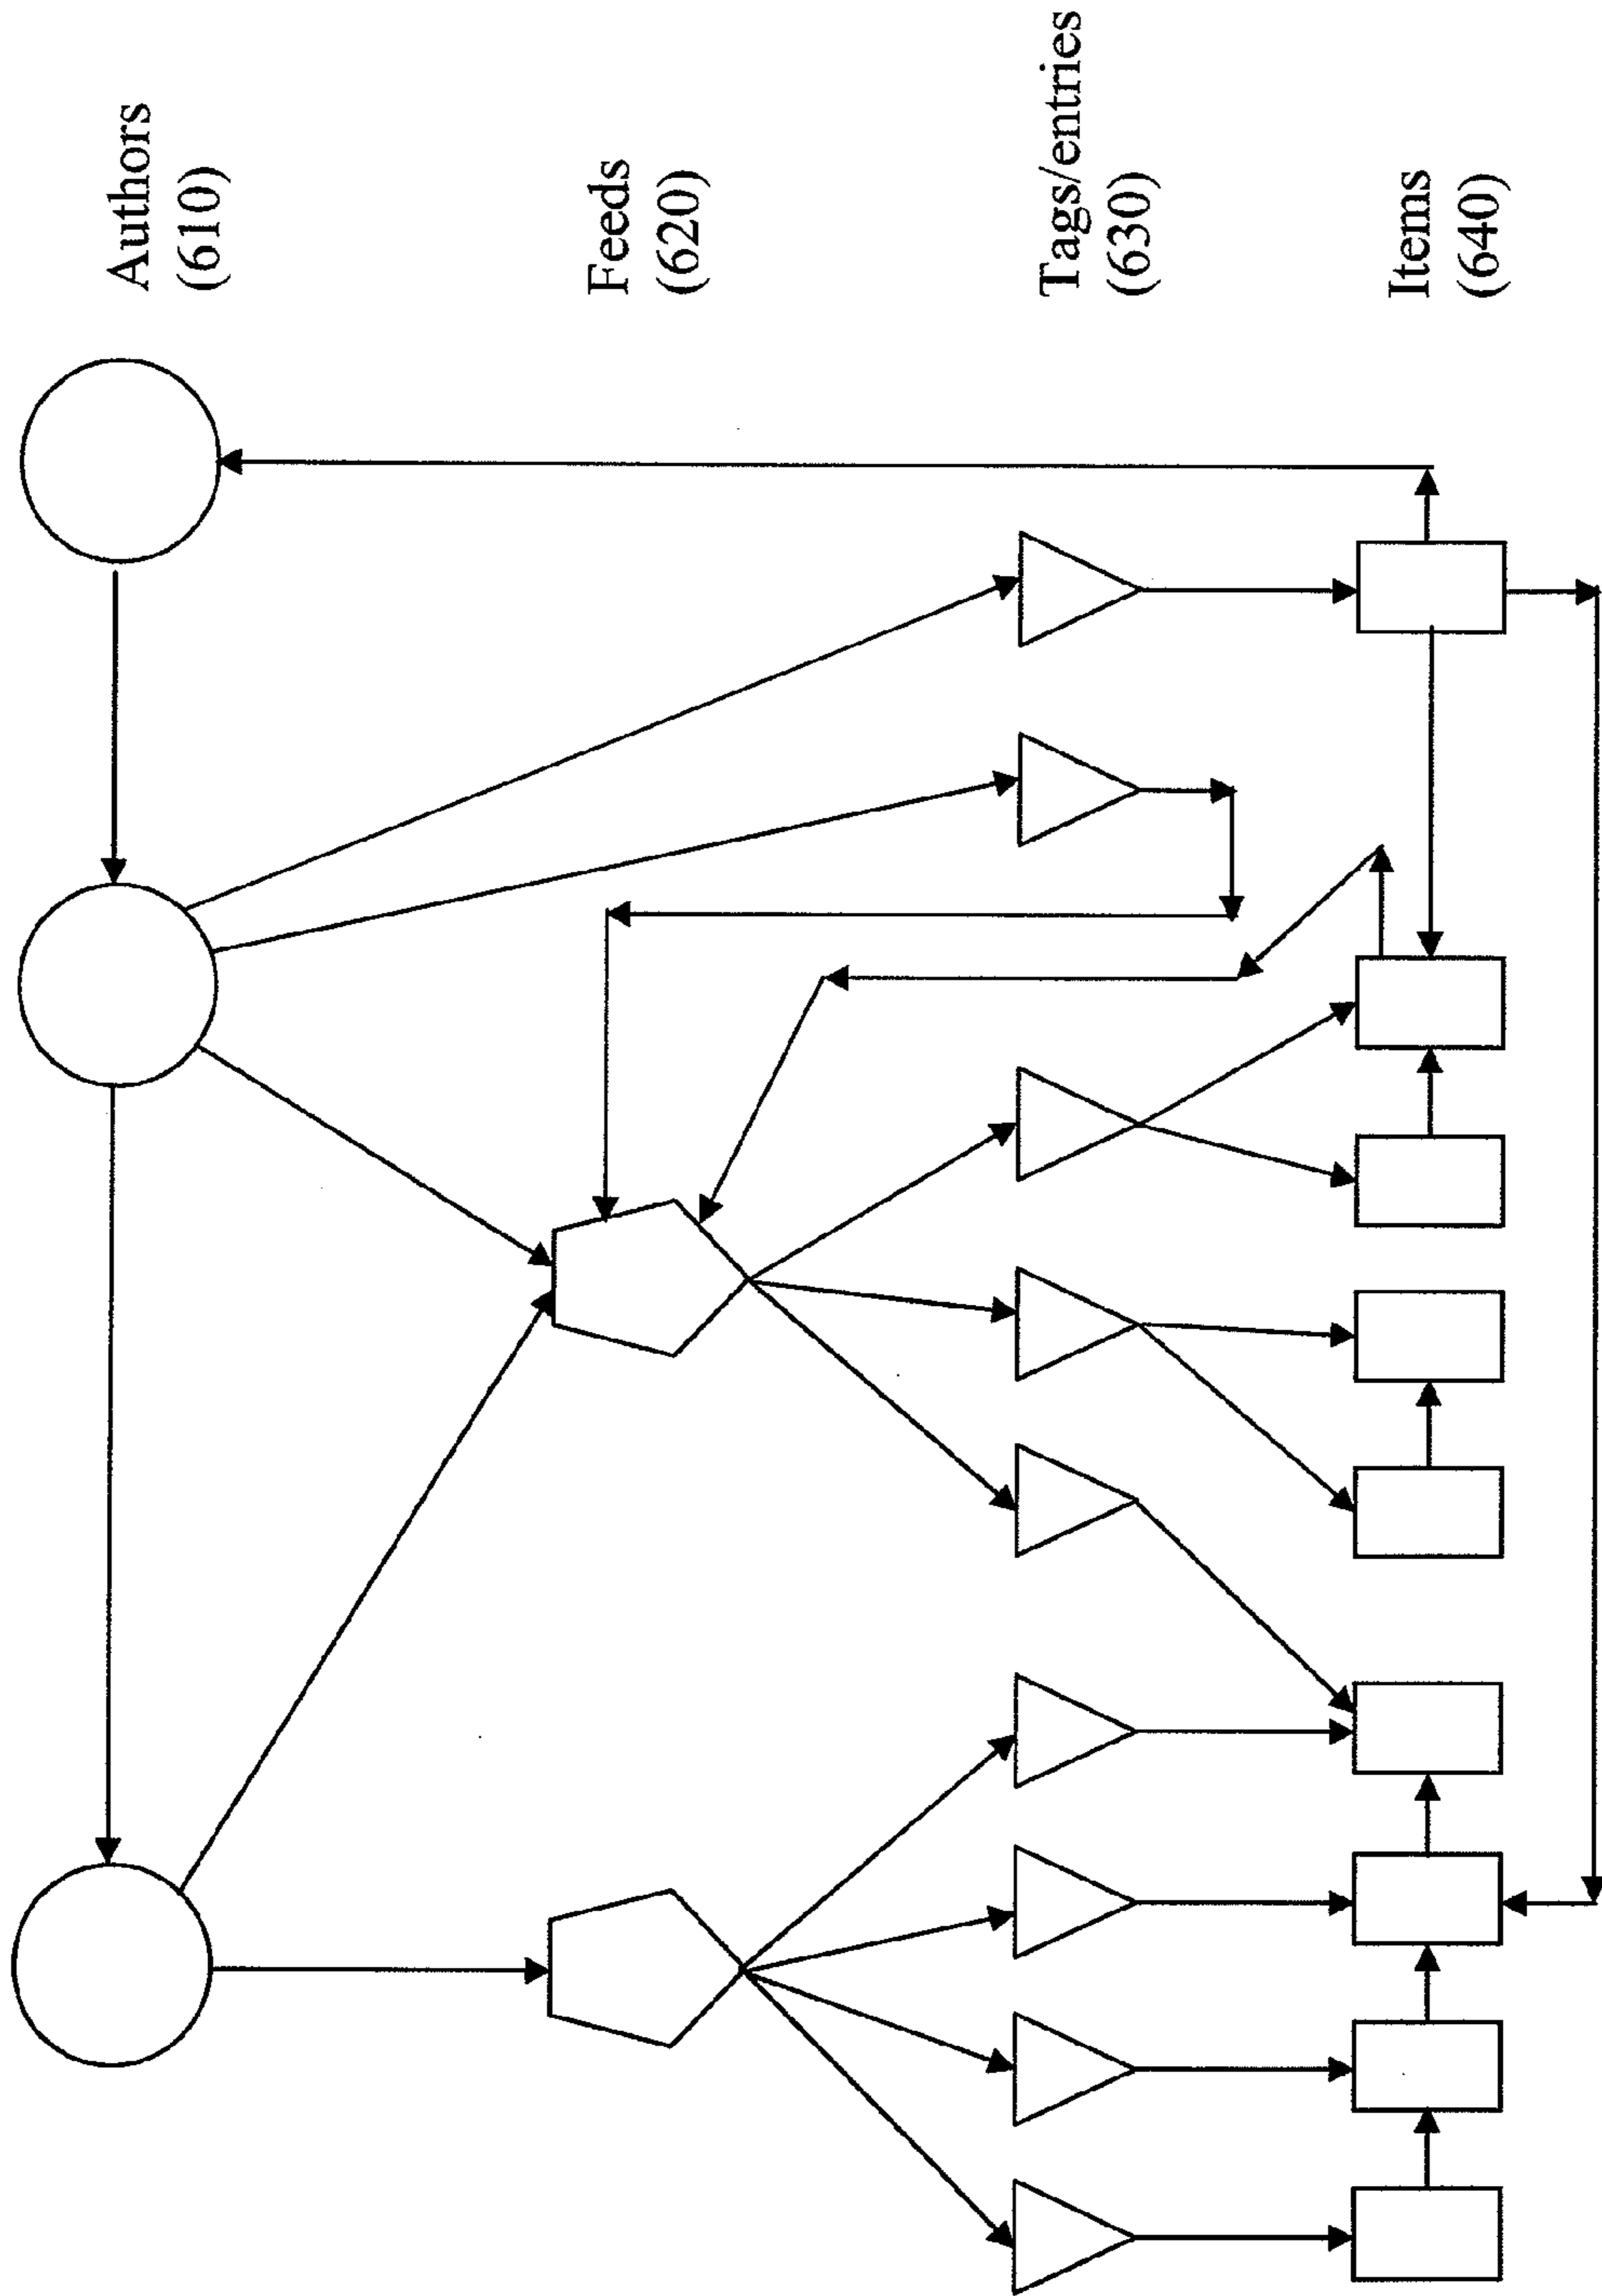 Authors
(610)
Feeds
(620)
Tags/entries
(630)
Items
(640)